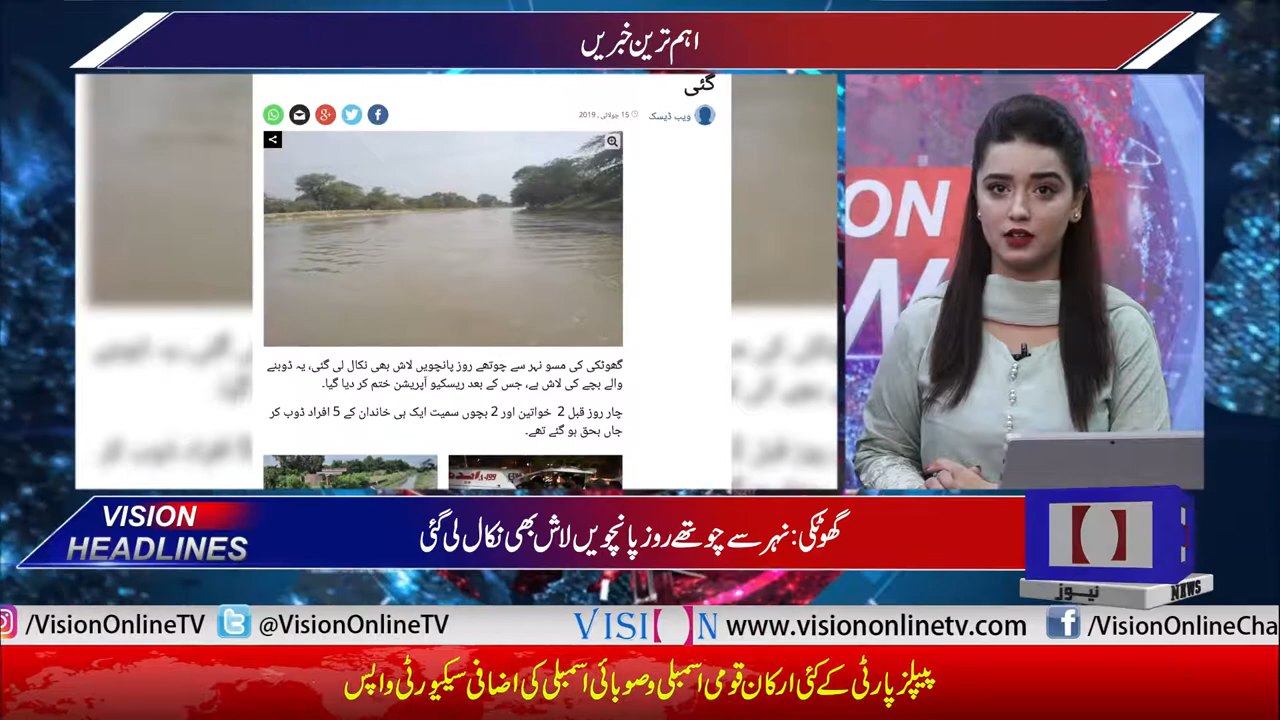 اہم ترین خبریں
گئی
ویب ڈیسک
15 جولائی، 2019
گھوٹکی کی مسو نہر سے چوتھے روز پانچویں لاش بھی نکال لی گئی، یہ ڈوبنے
والے بچے کی لاش ہے، جس کے بعد ریسکیو آپریشن ختم کر دیا گیا۔
چار روز قبل 2 خواتین اور 2 بچوں سمیت ایک ہی خاندان کے 5 افراد ڈوب کر
جاں بحق ہو گئے تھے۔
ON
VISION
HEADLINES
گھوٹکی: نہر سے چوتھے روز پانچویں لاش بھی نکال لی گئی
نیوز NEWS
/VisionOnlineTV @VisionOnlineTV VISION www.visiononlinetv.com /VisionOnlineCha
پیپلز پارٹی کے کئی ارکان قومی اسمبلی و صوبائی اسمبلی کی اضافی سیکیورٹی واپس